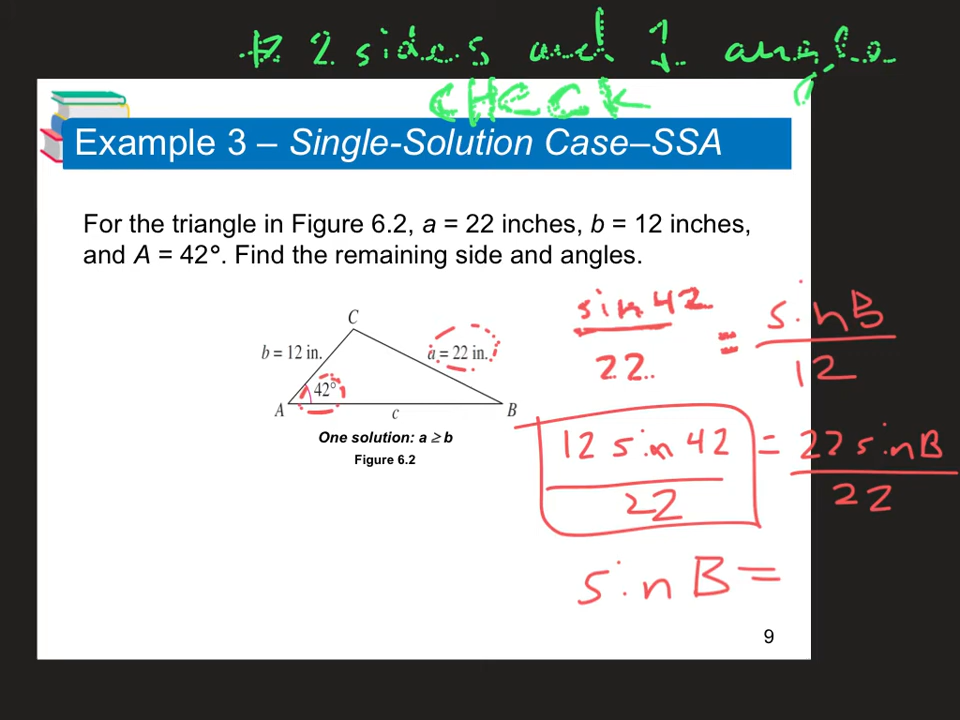 * 2 sides and 1 angle
CHECK
Example 3 – Single-Solution Case–SSA
For the triangle in Figure 6.2, a = 22 inches, b = 12 inches,
and A = 42°. Find the remaining side and angles.
C
b = 12 in.
a = 22 in.
42°
A
c
B
One solution: a ≥ b
Figure 6.2
sin 42 / 22 = sin B / 12
12 sin 42 / 22 = 22 sin B / 22
sin B =
9